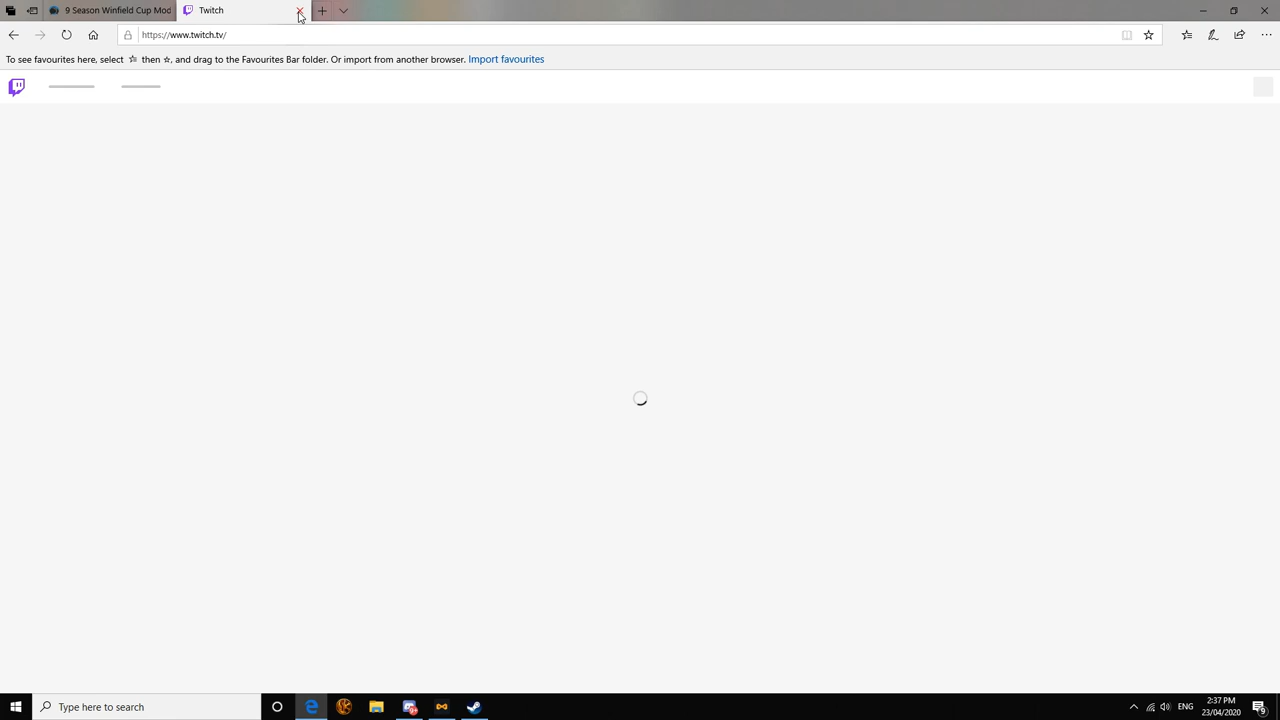 9 Season Winfield Cup Mod
Twitch
https://www.twitch.tv/
To see favourites here, select ☆ then ☆, and drag to the Favourites Bar folder. Or import from another browser. Import favourites
Type here to search
ENG
2:37 PM
23/04/2020
9